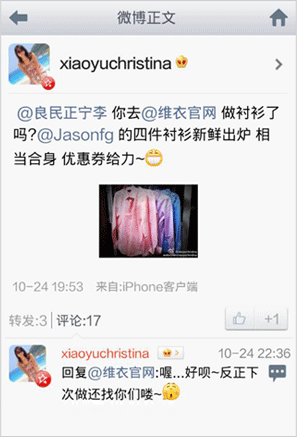 微博正文
xiaoyuchristina
@良民正宁李 你去@维衣官网 做衬衫了
吗?@Jasonfg 的四件衬衫新鲜出炉 相
当合身 优惠券给力~
10-24 19:53 来自:iPhone客户端
转发:3 | 评论:17
+1
xiaoyuchristina
10-24 22:36
回复@维衣官网:喔...好呗~反正下
次做还找你们喽~